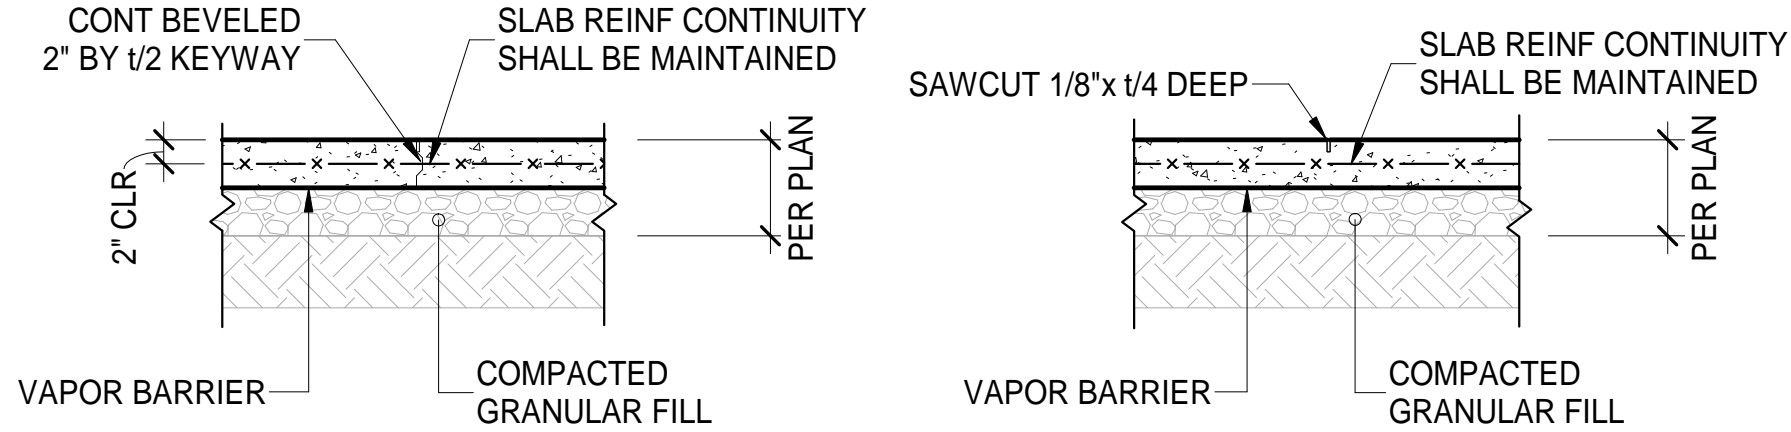 CONT BEVELED
2" BY t/2 KEYWAY
SLAB REINF CONTINUITY
SHALL BE MAINTAINED
2" CLR
PER PLAN
VAPOR BARRIER
COMPACTED
GRANULAR FILL
SAWCUT 1/8"x t/4 DEEP
SLAB REINF CONTINUITY
SHALL BE MAINTAINED
PER PLAN
VAPOR BARRIER
COMPACTED
GRANULAR FILL